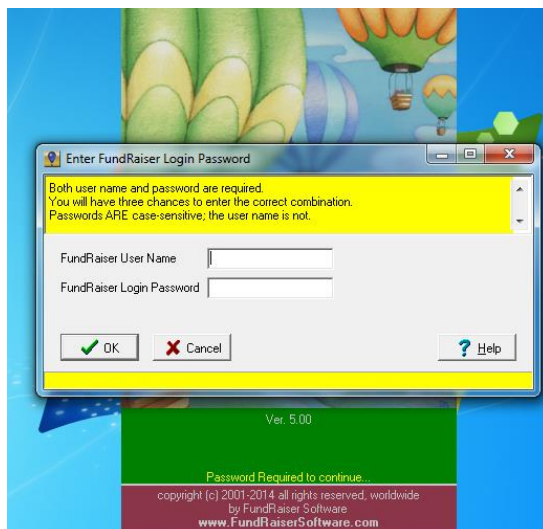 Enter FundRaiser Login Password
Both user name and password are required.
You will have three chances to enter the correct combination.
Passwords ARE case-sensitive; the user name is not.
FundRaiser User Name
FundRaiser Login Password
OK
Cancel
? Help
Ver. 5.00
Password Required to continue...
copyright (c) 2001-2014 all rights reserved, worldwide
by FundRaiser Software
www.FundRaiserSoftware.com